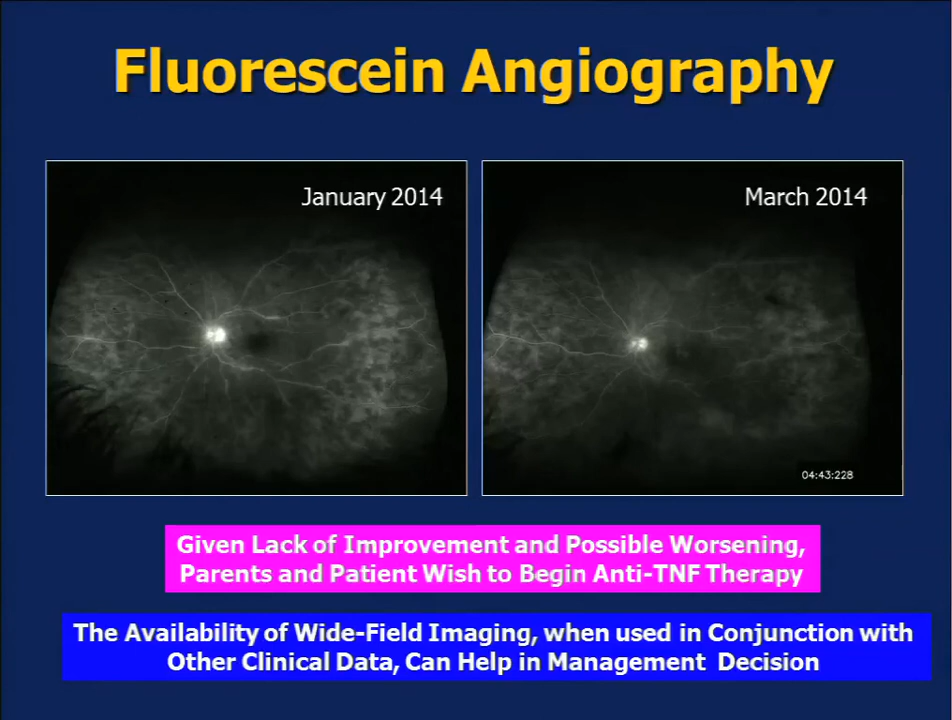 Fluorescein Angiography
January 2014
March 2014
04:43:228
Given Lack of Improvement and Possible Worsening,
Parents and Patient Wish to Begin Anti-TNF Therapy
The Availability of Wide-Field Imaging, when used in Conjunction with
Other Clinical Data, Can Help in Management Decision